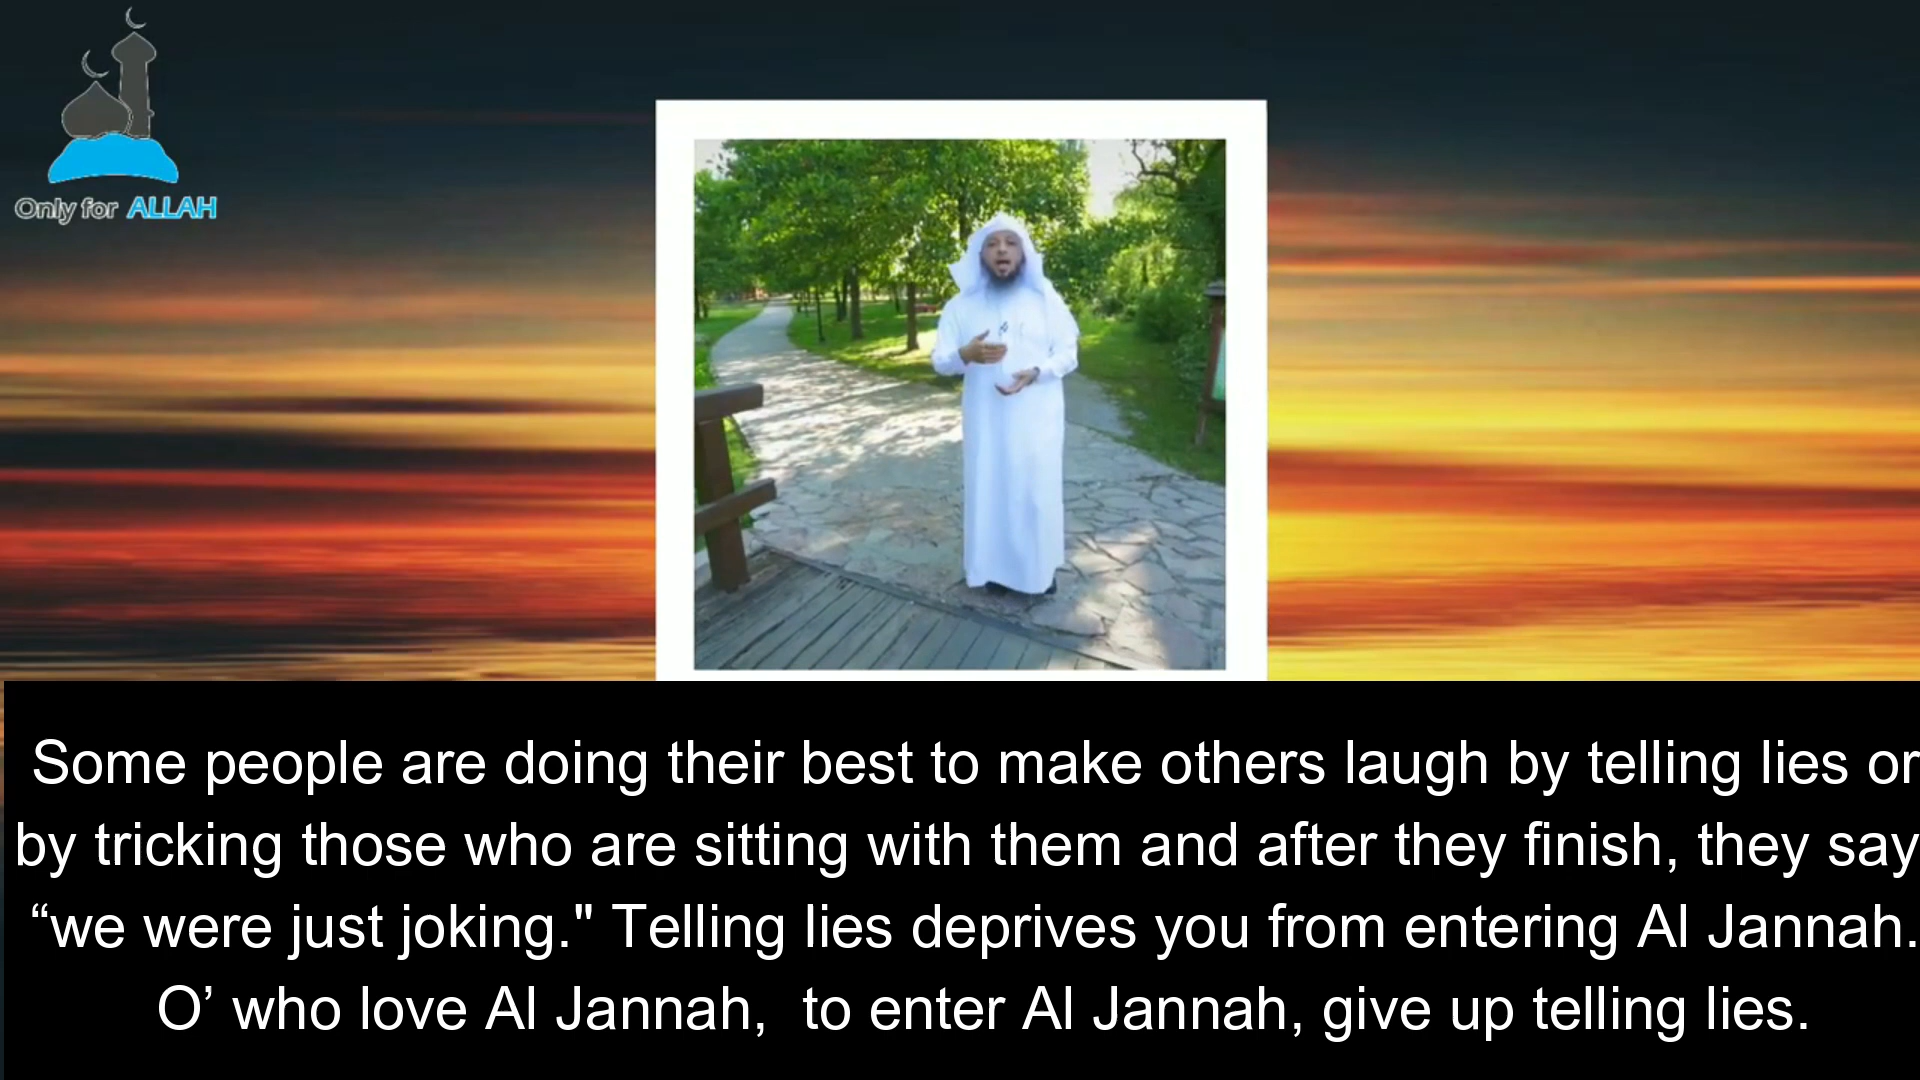 Only for ALLAH
Some people are doing their best to make others laugh by telling lies or
by tricking those who are sitting with them and after they finish, they say
“we were just joking." Telling lies deprives you from entering Al Jannah.
O’ who love Al Jannah,  to enter Al Jannah, give up telling lies.